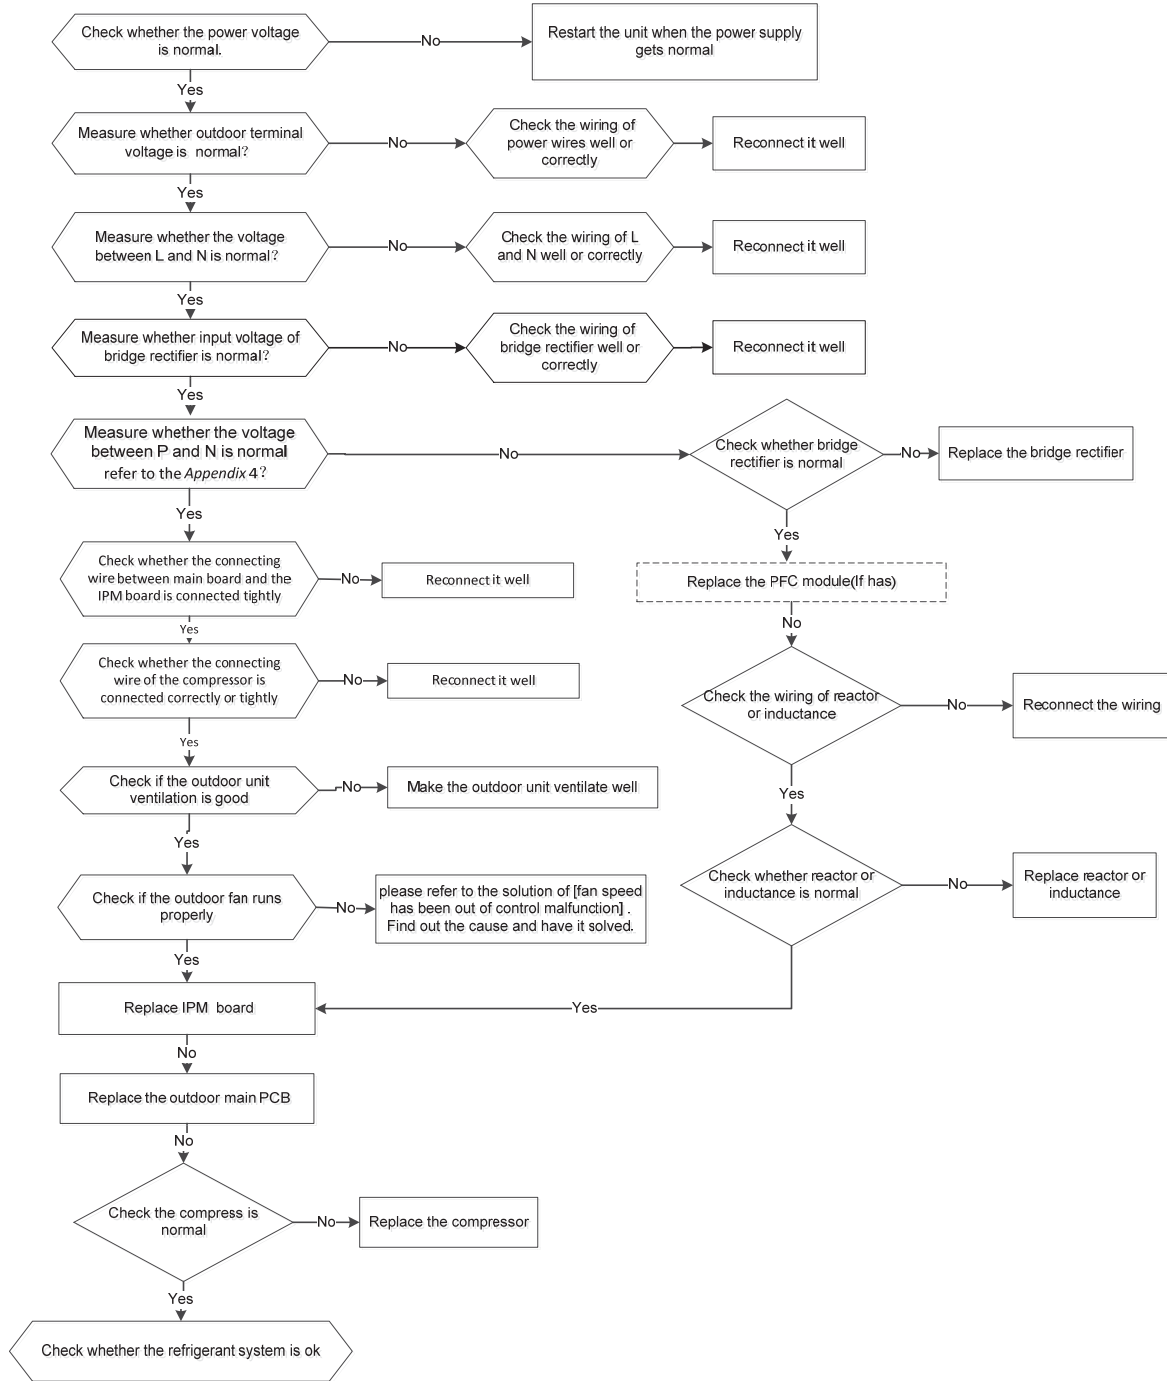 Check whether the power voltage
is normal.
No
Restart the unit when the power supply
gets normal
Yes
Measure whether outdoor terminal
voltage is normal?
No
Check the wiring of
power wires well or
correctly
Reconnect it well
Yes
Measure whether the voltage
between L and N is normal?
No
Check the wiring of L
and N well or correctly
Reconnect it well
Yes
Measure whether input voltage of
bridge rectifier is normal?
No
Check the wiring of
bridge rectifier well or
correctly
Reconnect it well
Yes
Measure whether the voltage
between P and N is normal
refer to the Appendix 4?
No
Check whether bridge
rectifier is normal
No
Replace the bridge rectifier
Yes
Yes
Check whether the connecting
wire between main board and the
IPM board is connected tightly
No
Reconnect it well
Replace the PFC module(If has)
Yes
No
Check whether the connecting
wire of the compressor is
connected correctly or tightly
No
Reconnect it well
Check the wiring of reactor
or inductance
No
Reconnect the wiring
Yes
Check if the outdoor unit
ventilation is good
No
Make the outdoor unit ventilate well
Yes
Yes
Check whether reactor or
inductance is normal
No
Replace reactor or
inductance
Check if the outdoor fan runs
properly
No
please refer to the solution of [fan speed
has been out of control malfunction] .
Find out the cause and have it solved.
Yes
Replace IPM board
Yes
No
Replace the outdoor main PCB
No
Check the compress is
normal
No
Replace the compressor
Yes
Check whether the refrigerant system is ok